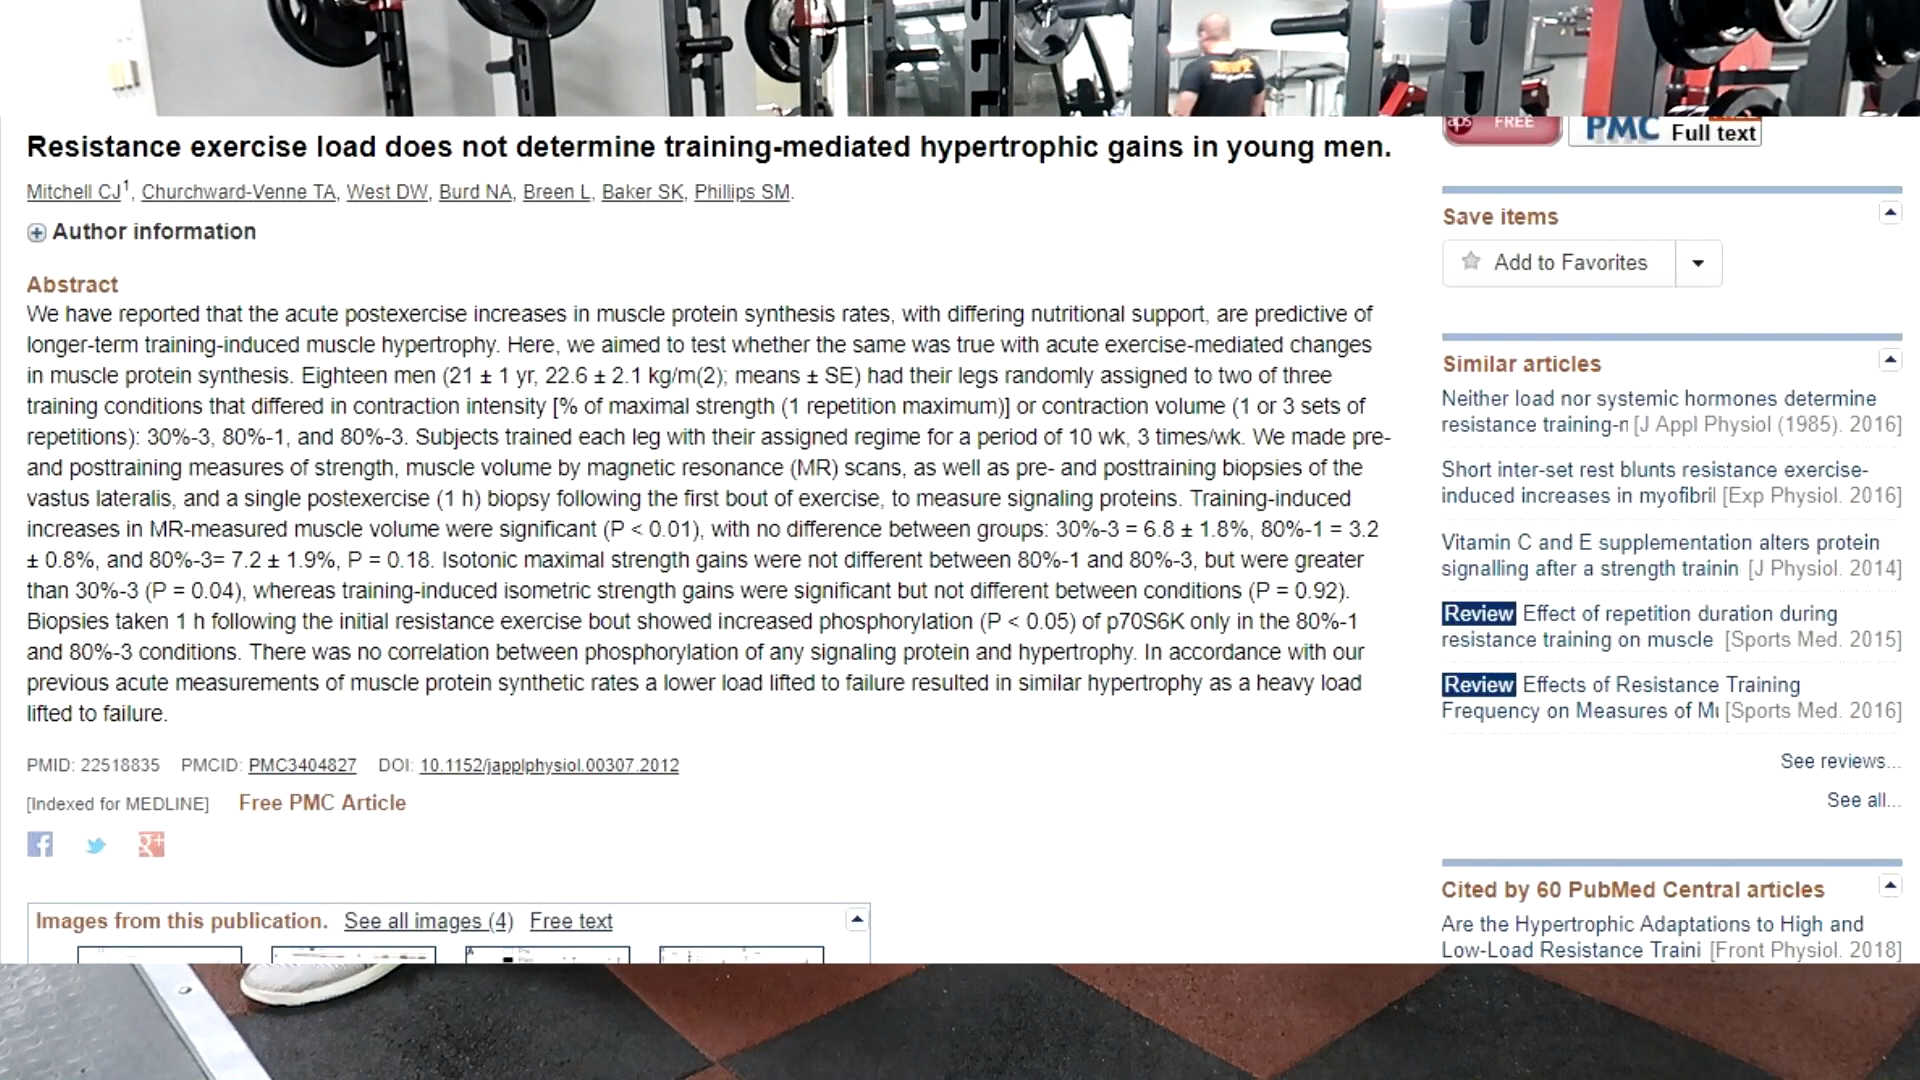 Resistance exercise load does not determine training-mediated hypertrophic gains in young men.
Mitchell CJ1, Churchward-Venne TA, West DW, Burd NA, Breen L, Baker SK, Phillips SM.
Author information
Abstract
We have reported that the acute postexercise increases in muscle protein synthesis rates, with differing nutritional support, are predictive of
longer-term training-induced muscle hypertrophy. Here, we aimed to test whether the same was true with acute exercise-mediated changes
in muscle protein synthesis. Eighteen men (21 ± 1 yr, 22.6 ± 2.1 kg/m(2); means ± SE) had their legs randomly assigned to two of three
training conditions that differed in contraction intensity [% of maximal strength (1 repetition maximum)] or contraction volume (1 or 3 sets of
repetitions): 30%-3, 80%-1, and 80%-3. Subjects trained each leg with their assigned regime for a period of 10 wk, 3 times/wk. We made pre-
and posttraining measures of strength, muscle volume by magnetic resonance (MR) scans, as well as pre- and posttraining biopsies of the
vastus lateralis, and a single postexercise (1 h) biopsy following the first bout of exercise, to measure signaling proteins. Training-induced
increases in MR-measured muscle volume were significant (P < 0.01), with no difference between groups: 30%-3 = 6.8 ± 1.8%, 80%-1 = 3.2
± 0.8%, and 80%-3= 7.2 ± 1.9%, P = 0.18. Isotonic maximal strength gains were not different between 80%-1 and 80%-3, but were greater
than 30%-3 (P = 0.04), whereas training-induced isometric strength gains were significant but not different between conditions (P = 0.92).
Biopsies taken 1 h following the initial resistance exercise bout showed increased phosphorylation (P < 0.05) of p70S6K only in the 80%-1
and 80%-3 conditions. There was no correlation between phosphorylation of any signaling protein and hypertrophy. In accordance with our
previous acute measurements of muscle protein synthetic rates a lower load lifted to failure resulted in similar hypertrophy as a heavy load
lifted to failure.
PMID: 22518835 PMCID: PMC3404827 DOI: 10.1152/japplphysiol.00307.2012
[Indexed for MEDLINE] Free PMC Article
Images from this publication. See all images (4) Free text
aps FREE PMC Full text
Save items
Add to Favorites
Similar articles
Neither load nor systemic hormones determine
resistance training-n [J Appl Physiol (1985). 2016]
Short inter-set rest blunts resistance exercise-
induced increases in myofibril [Exp Physiol. 2016]
Vitamin C and E supplementation alters protein
signalling after a strength trainin [J Physiol. 2014]
Review Effect of repetition duration during
resistance training on muscle [Sports Med. 2015]
Review Effects of Resistance Training
Frequency on Measures of Mu [Sports Med. 2016]
See reviews...
See all...
Cited by 60 PubMed Central articles
Are the Hypertrophic Adaptations to High and
Low-Load Resistance Traini [Front Physiol. 2018]